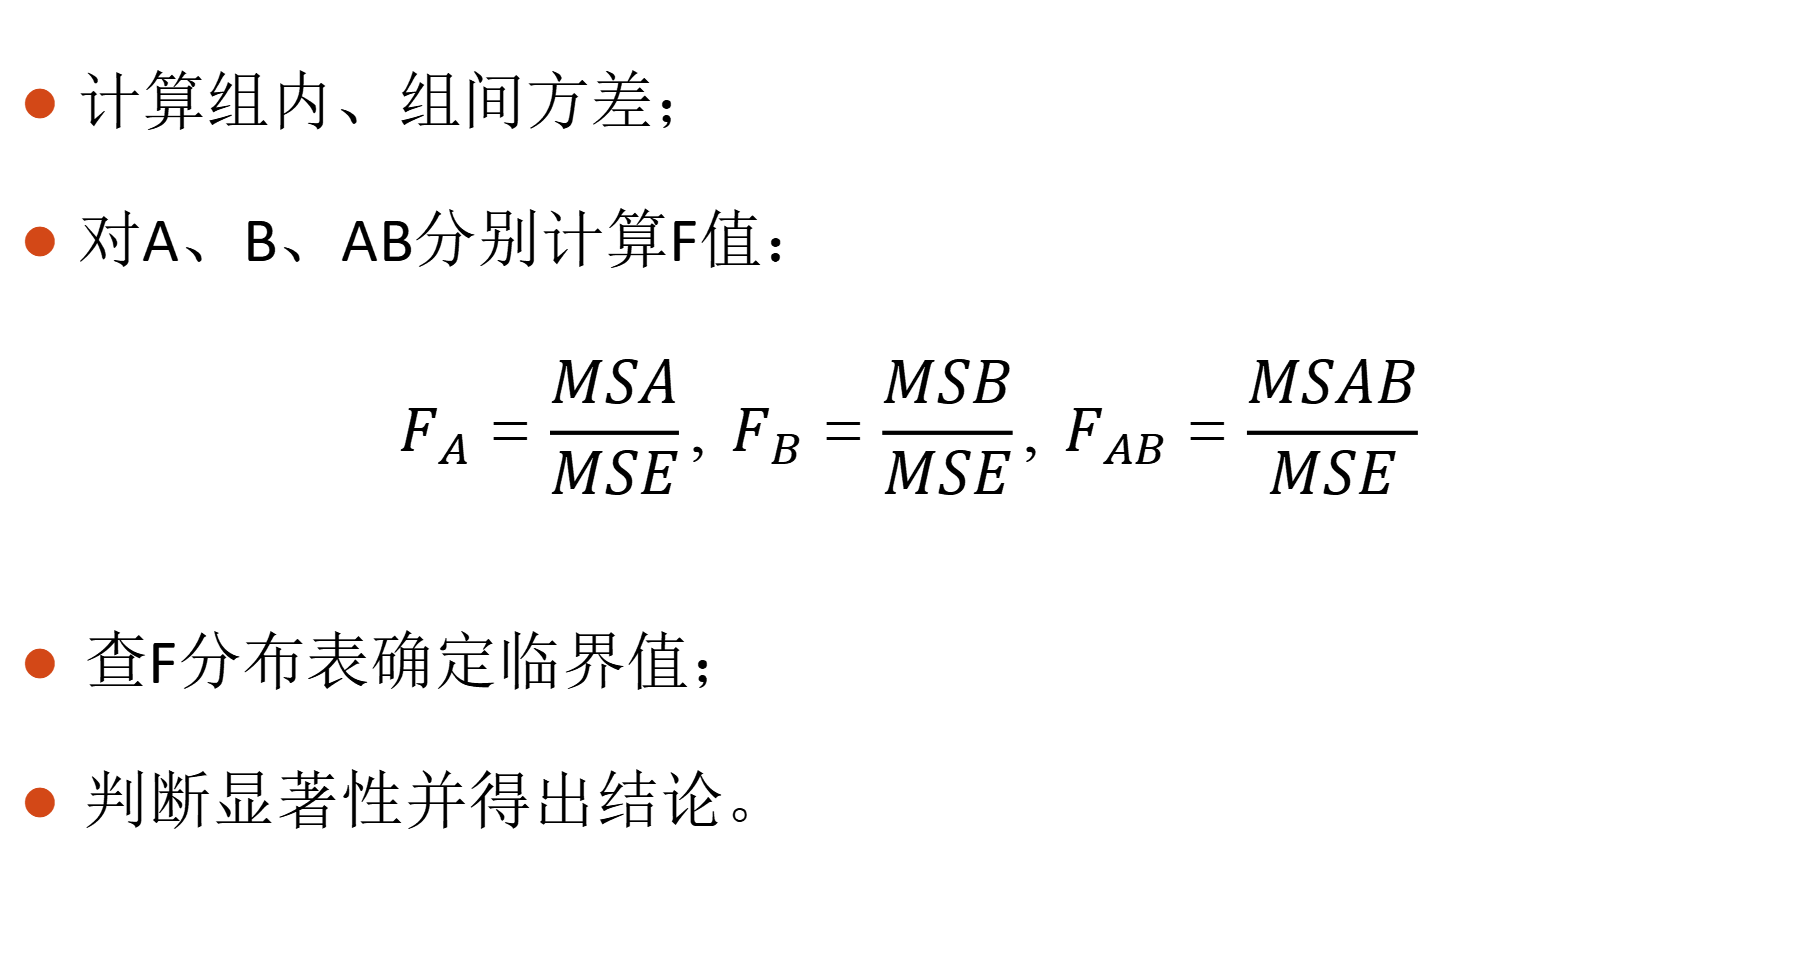 ● 计算组内、组间方差；
● 对A、B、AB分别计算F值：
F_A = MSA/MSE, F_B = MSB/MSE, F_AB = MSAB/MSE
● 查F分布表确定临界值；
● 判断显著性并得出结论。